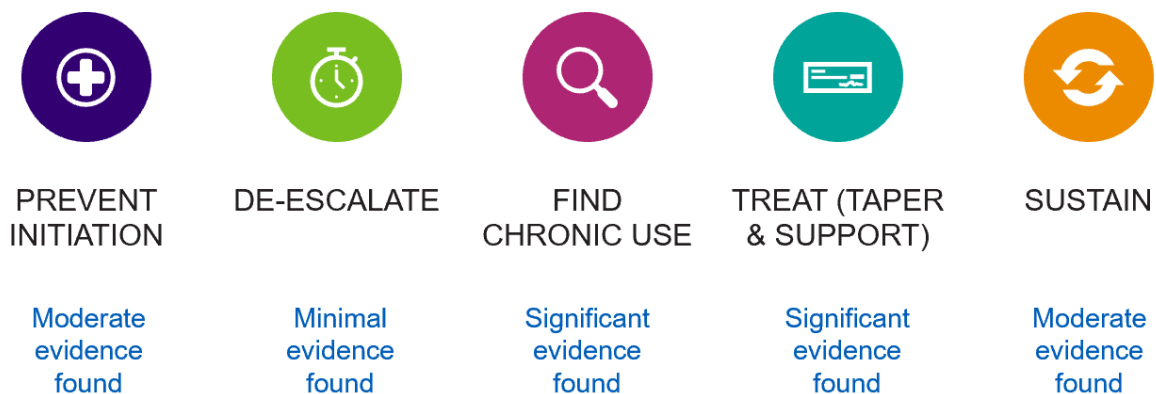 PREVENT
INITIATION
DE-ESCALATE
FIND
CHRONIC USE
TREAT (TAPER
& SUPPORT)
SUSTAIN
Moderate
evidence
found
Minimal
evidence
found
Significant
evidence
found
Significant
evidence
found
Moderate
evidence
found